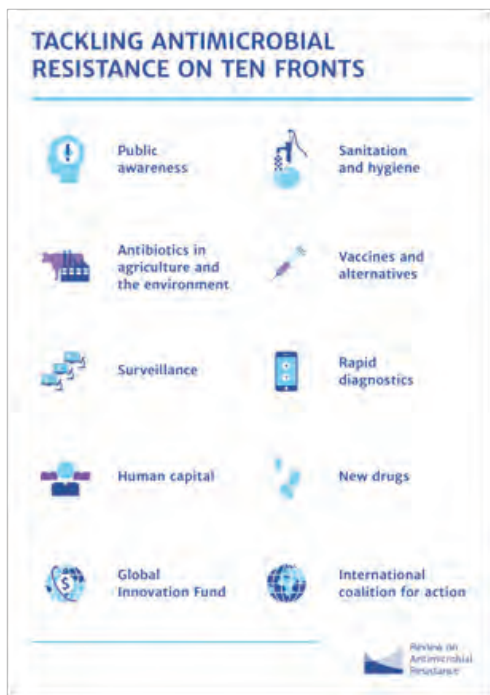 TACKLING ANTIMICROBIAL
RESISTANCE ON TEN FRONTS
Public
awareness
Sanitation
and hygiene
Antibiotics in
agriculture and
the environment
Vaccines and
alternatives
Surveillance
Rapid
diagnostics
Human capital
New drugs
$
Global
Innovation Fund
International
coalition for action
Review on
Antimicrobial
Resistance